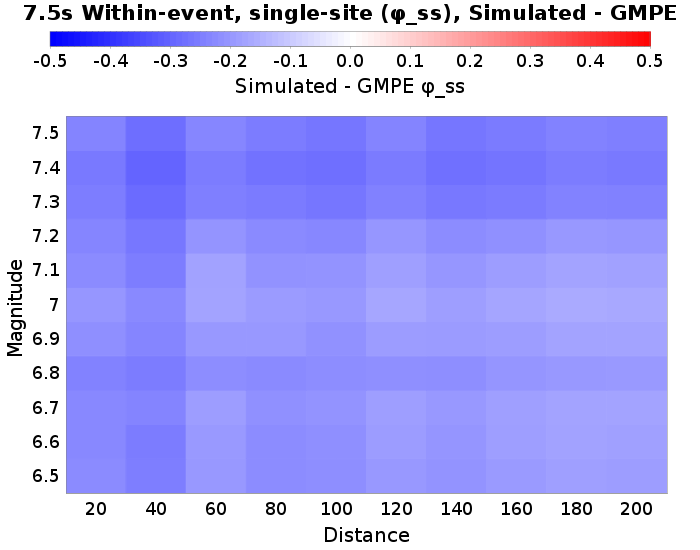 7.5s Within-event, single-site (φ_ss), Simulated - GMPE
-0.5 -0.4 -0.3 -0.2 -0.1 0.0 0.1 0.2 0.3 0.4 0.5
Simulated - GMPE φ_ss
7.5
7.4
7.3
7.2
7.1
7
6.9
6.8
6.7
6.6
6.5
Magnitude
20 40 60 80 100 120 140 160 180 200
Distance